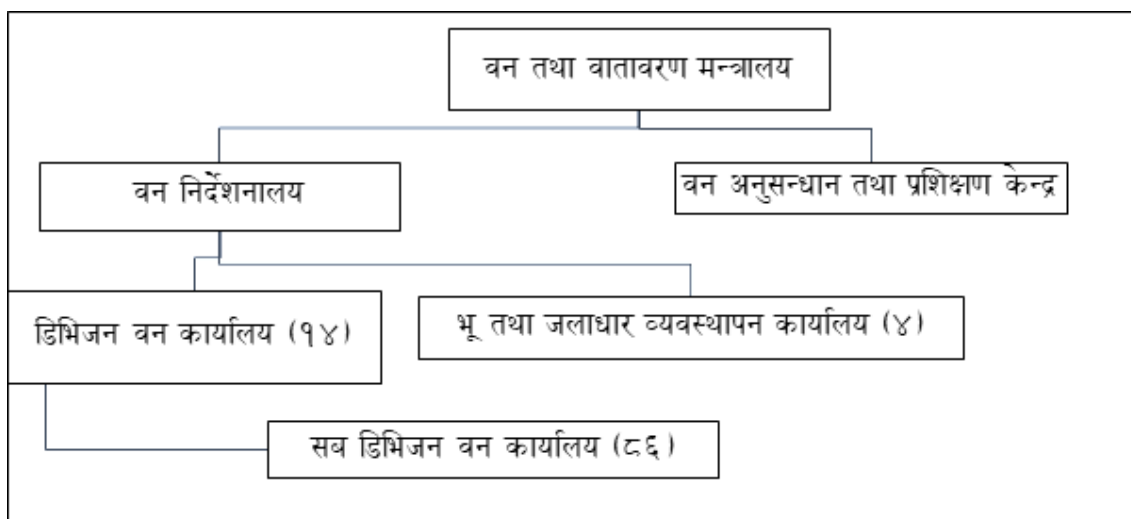 वन तथा वातावरण मन्त्रालय
वन निर्देशनालय
वन अनुसन्धान तथा प्रशिक्षण केन्द्र
डिभिजन वन कार्यालय (१४)
भू तथा जलाधार व्यवस्थापन कार्यालय (४)
सब डिभिजन वन कार्यालय (८६)